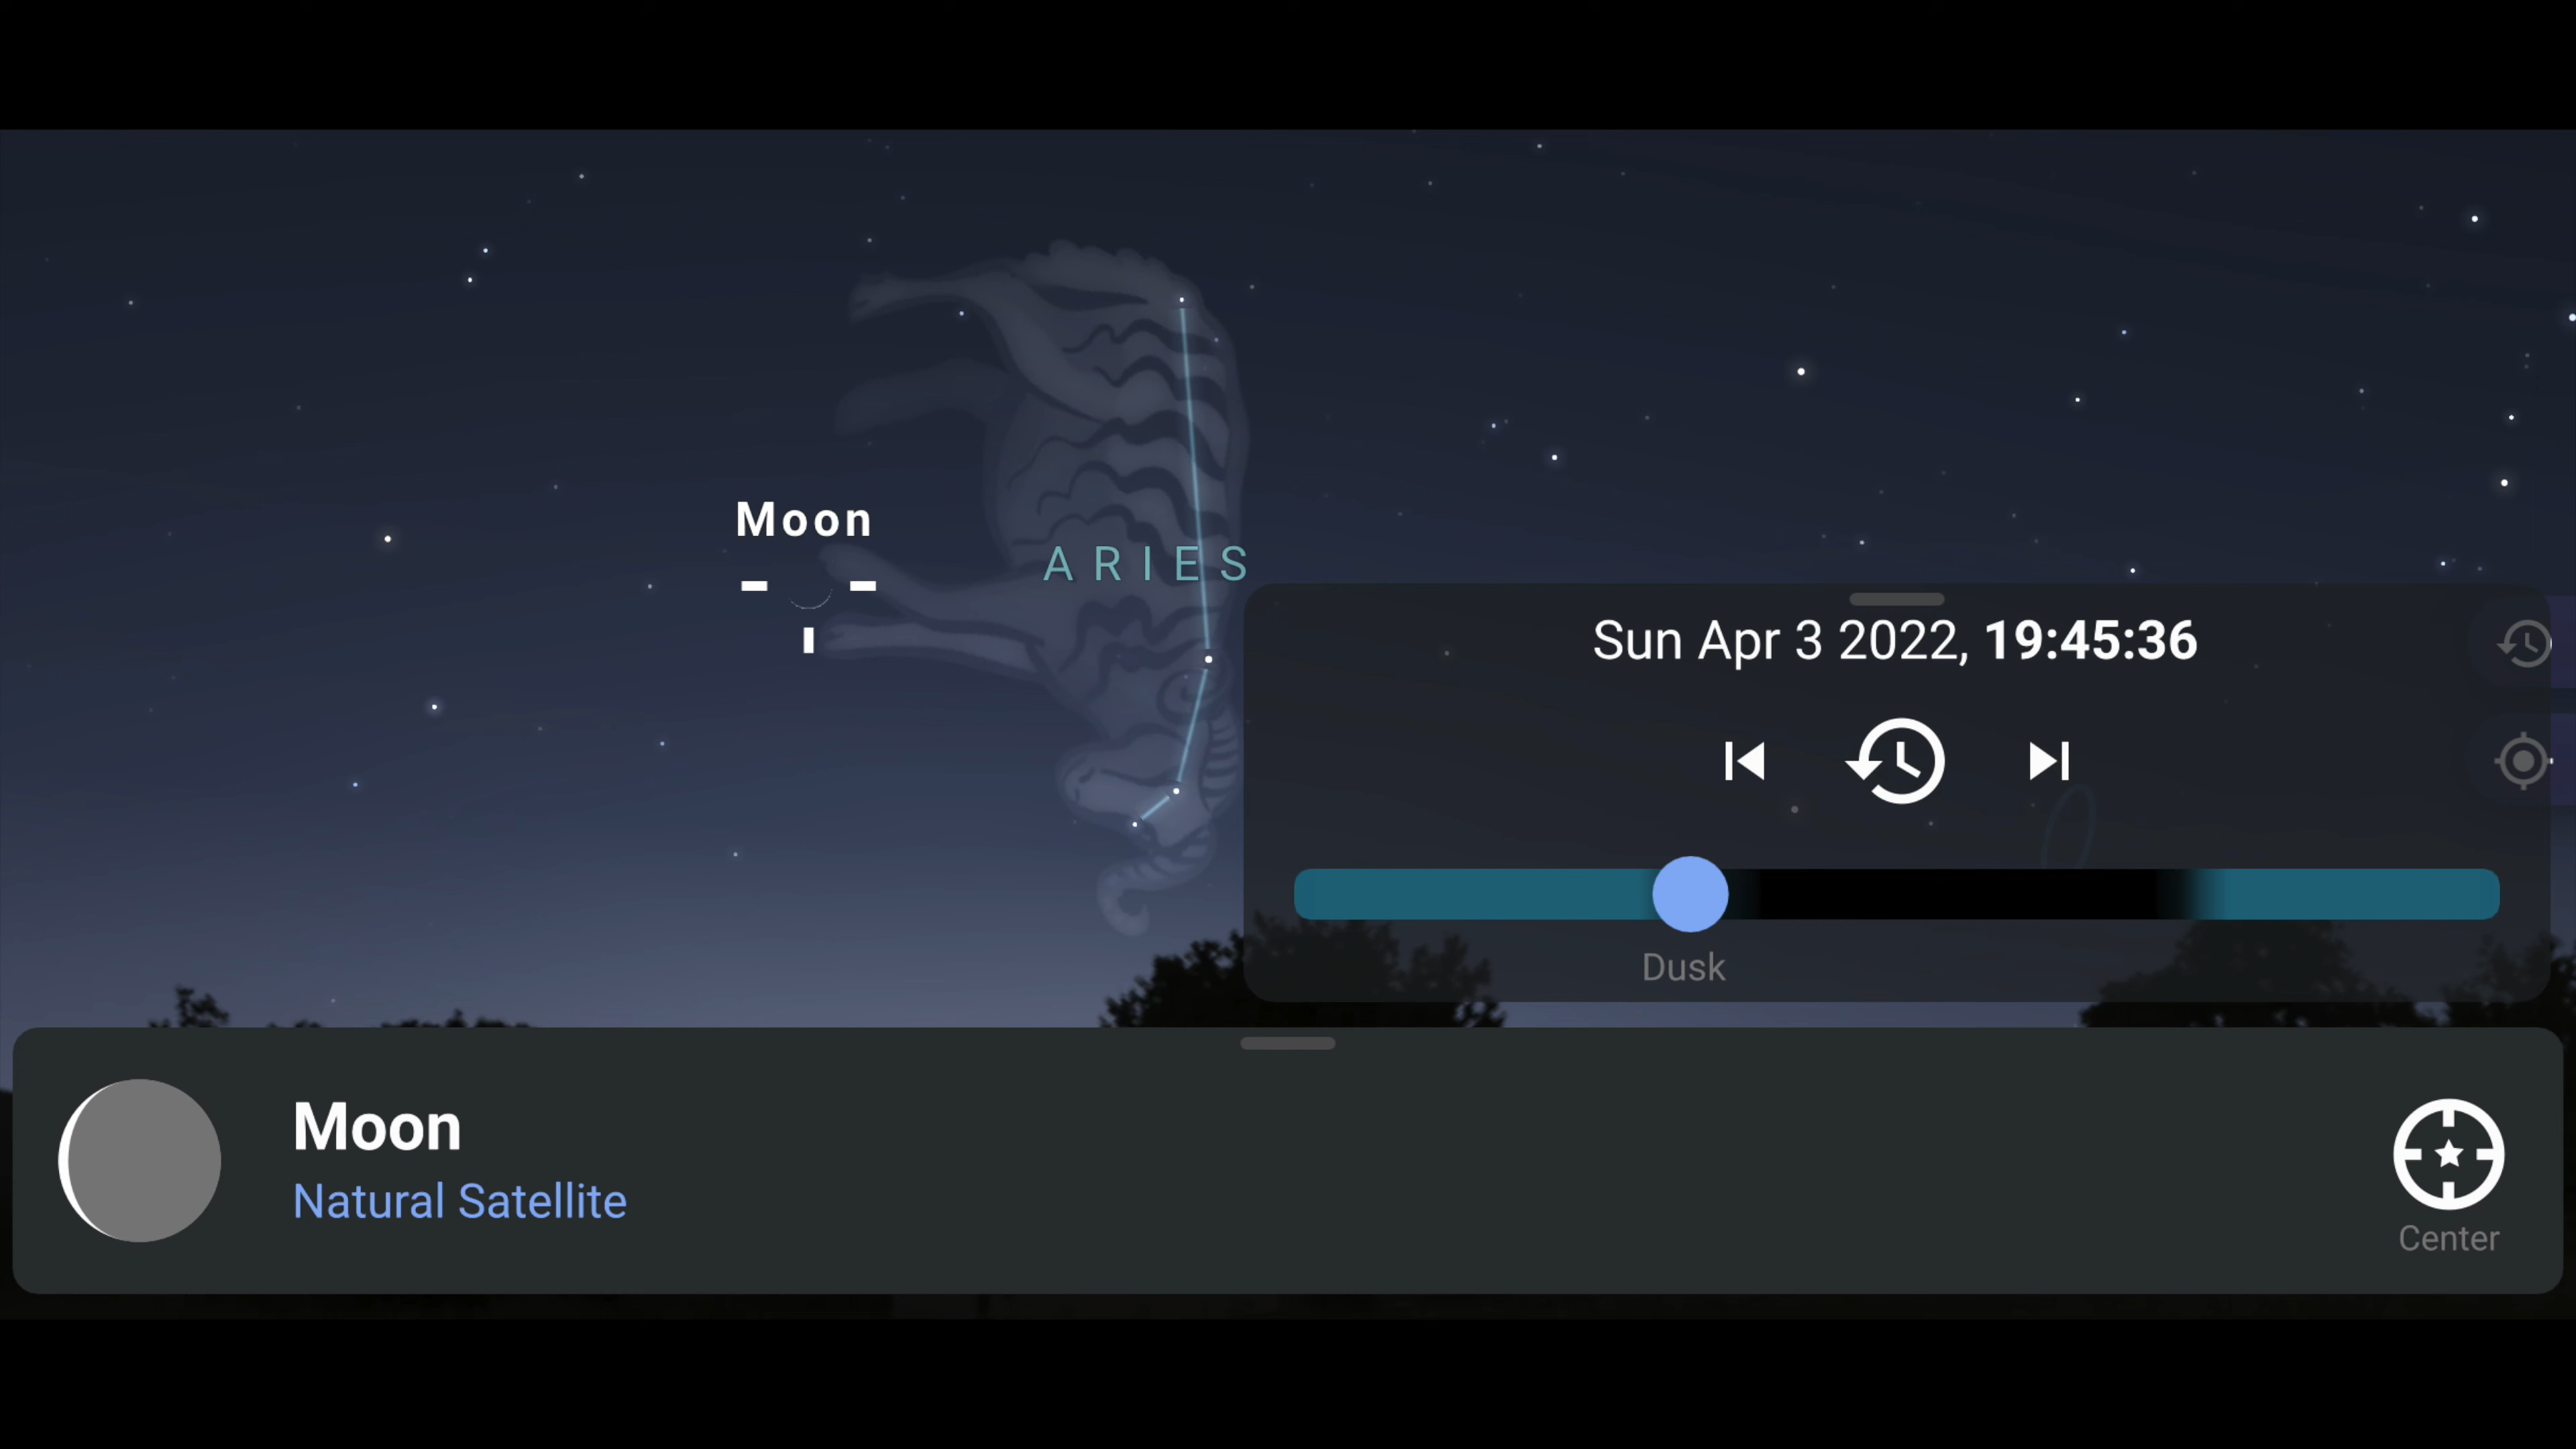 Moon
ARIES
Sun Apr 3 2022, 19:45:36
Dusk
Moon
Natural Satellite
Center